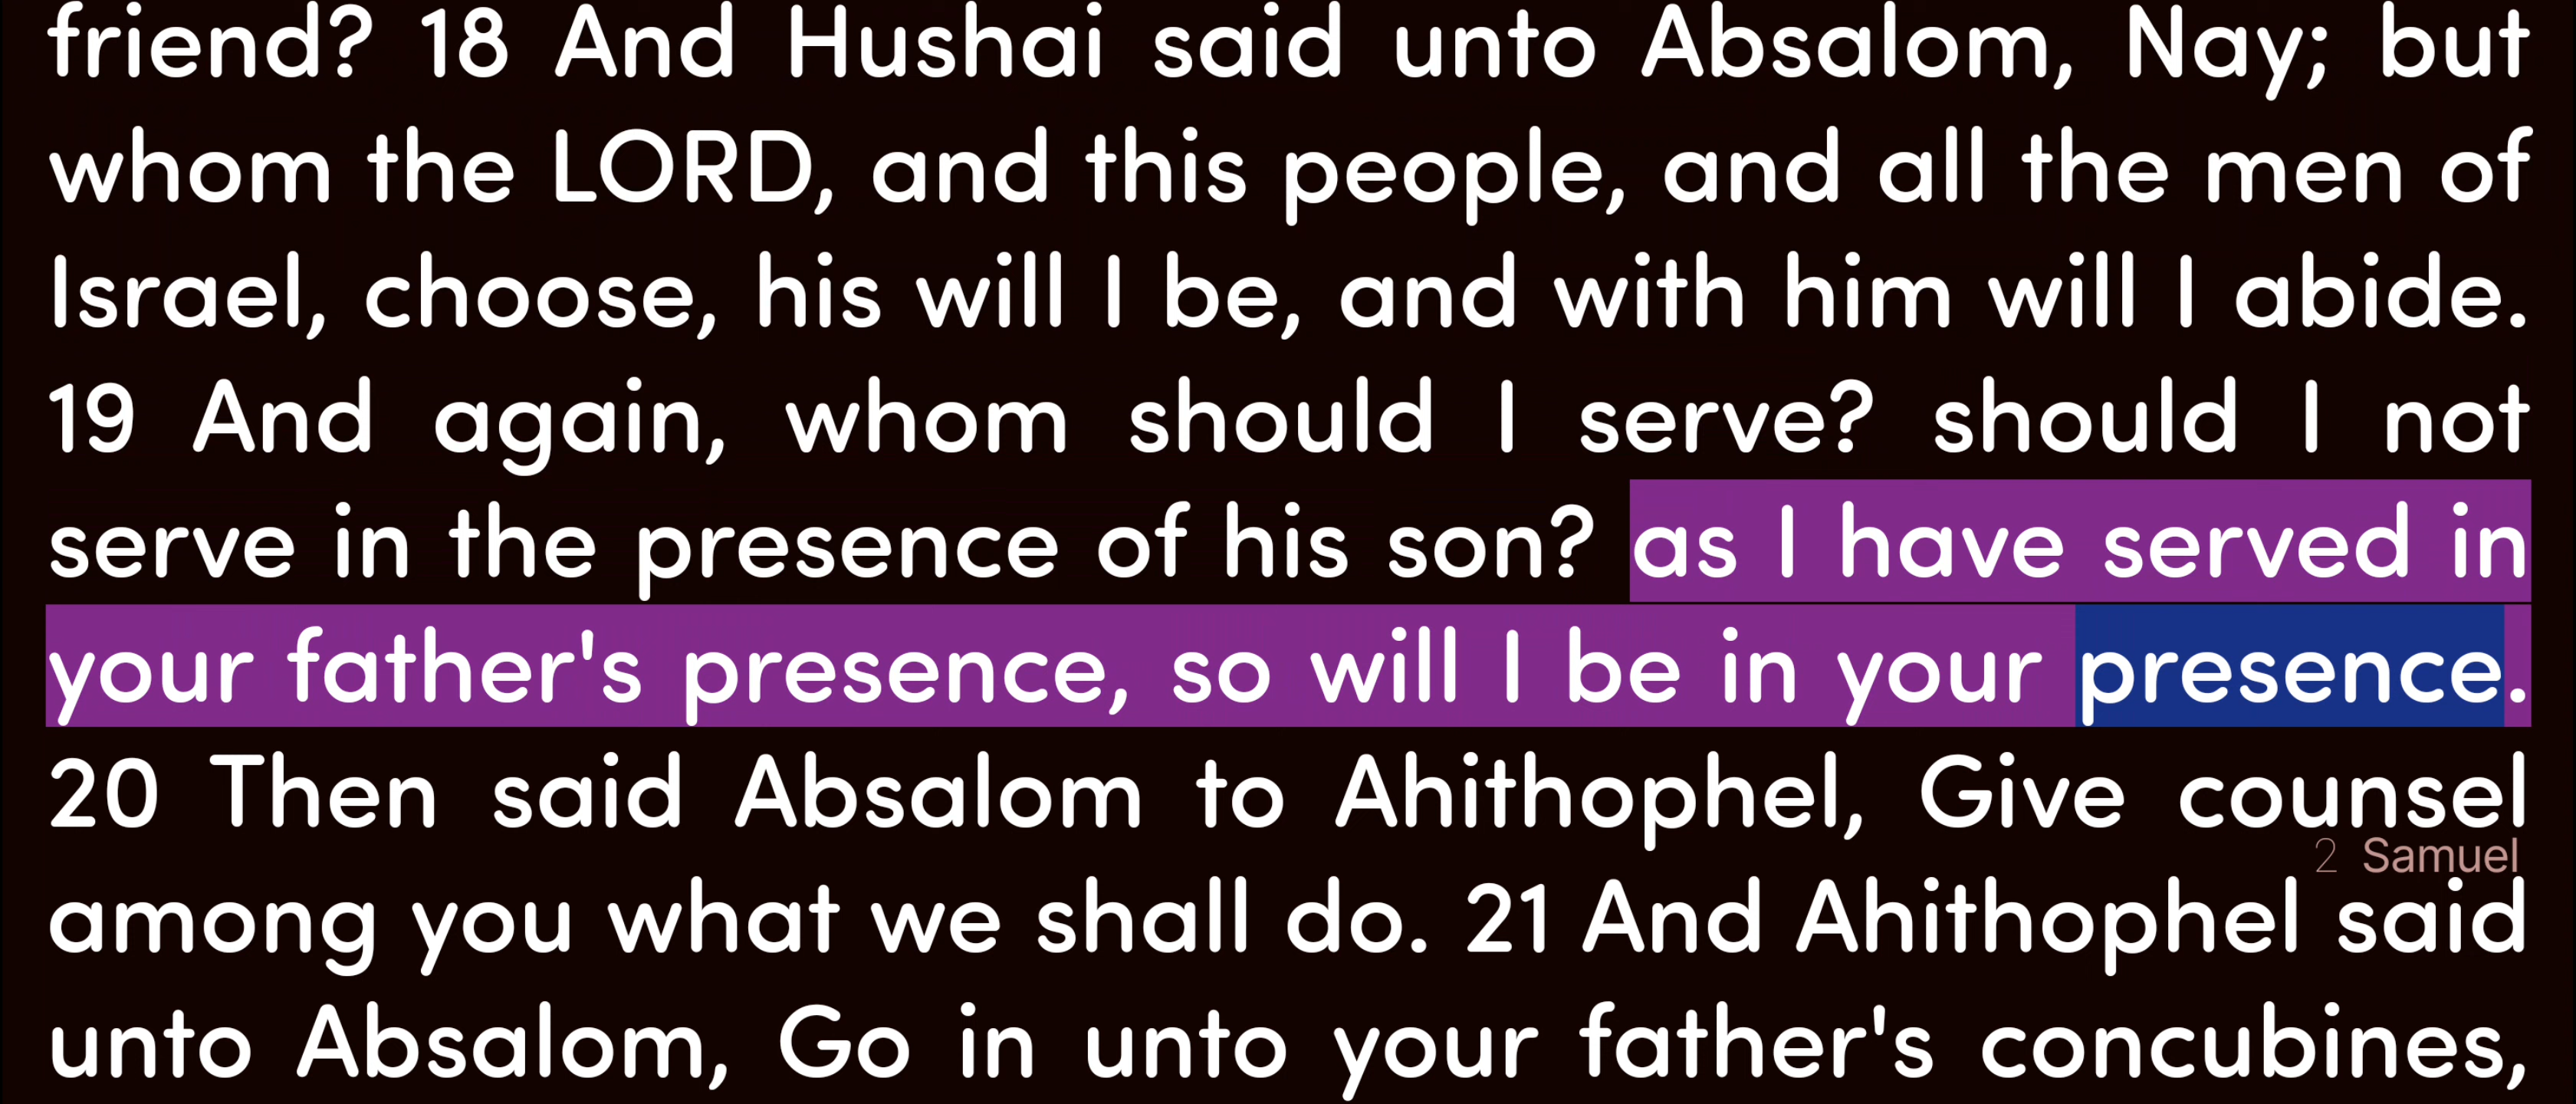 friend? 18 And Hushai said unto Absalom, Nay; but
whom the LORD, and this people, and all the men of
Israel, choose, his will I be, and with him will I abide.
19 And again, whom should I serve? should I not
serve in the presence of his son? as I have served in
your father's presence, so will I be in your presence.
20 Then said Absalom to Ahithophel, Give counsel
2 Samuel
among you what we shall do. 21 And Ahithophel said
unto Absalom, Go in unto your father's concubines,